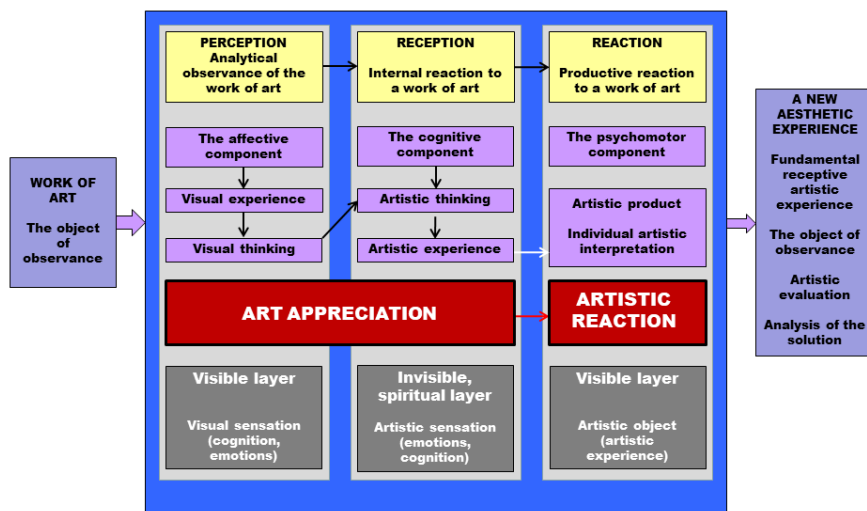 WORK OF
ART
The object
of
observance
PERCEPTION
Analytical
observance of the
work of art
The affective
component
Visual experience
Visual thinking
RECEPTION
Internal reaction to
a work of art
The cognitive
component
Artistic thinking
Artistic experience
REACTION
Productive reaction
to a work of art
The psychomotor
component
Artistic product
Individual artistic
interpretation
ART APPRECIATION
ARTISTIC
REACTION
Visible layer
Visual sensation
(cognition,
emotions)
Invisible,
spiritual layer
Artistic sensation
(emotions,
cognition)
Visible layer
Artistic object
(artistic
experience)
A NEW
AESTHETIC
EXPERIENCE
Fundamental
receptive
artistic
experience
The object of
observance
Artistic
evaluation
Analysis of the
solution